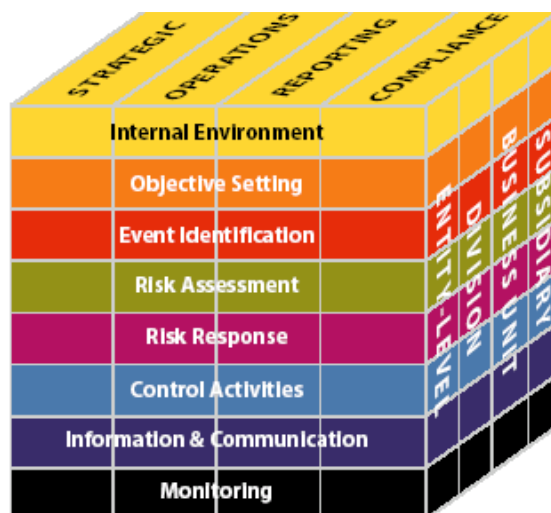 STRATEGIC
OPERATIONS
REPORTING
COMPLIANCE
Internal Environment
Objective Setting
Event Identification
Risk Assessment
Risk Response
Control Activities
Information & Communication
Monitoring
ENTITY-LEVEL
DIVISION
BUSINESS UNIT
SUBSIDIARY